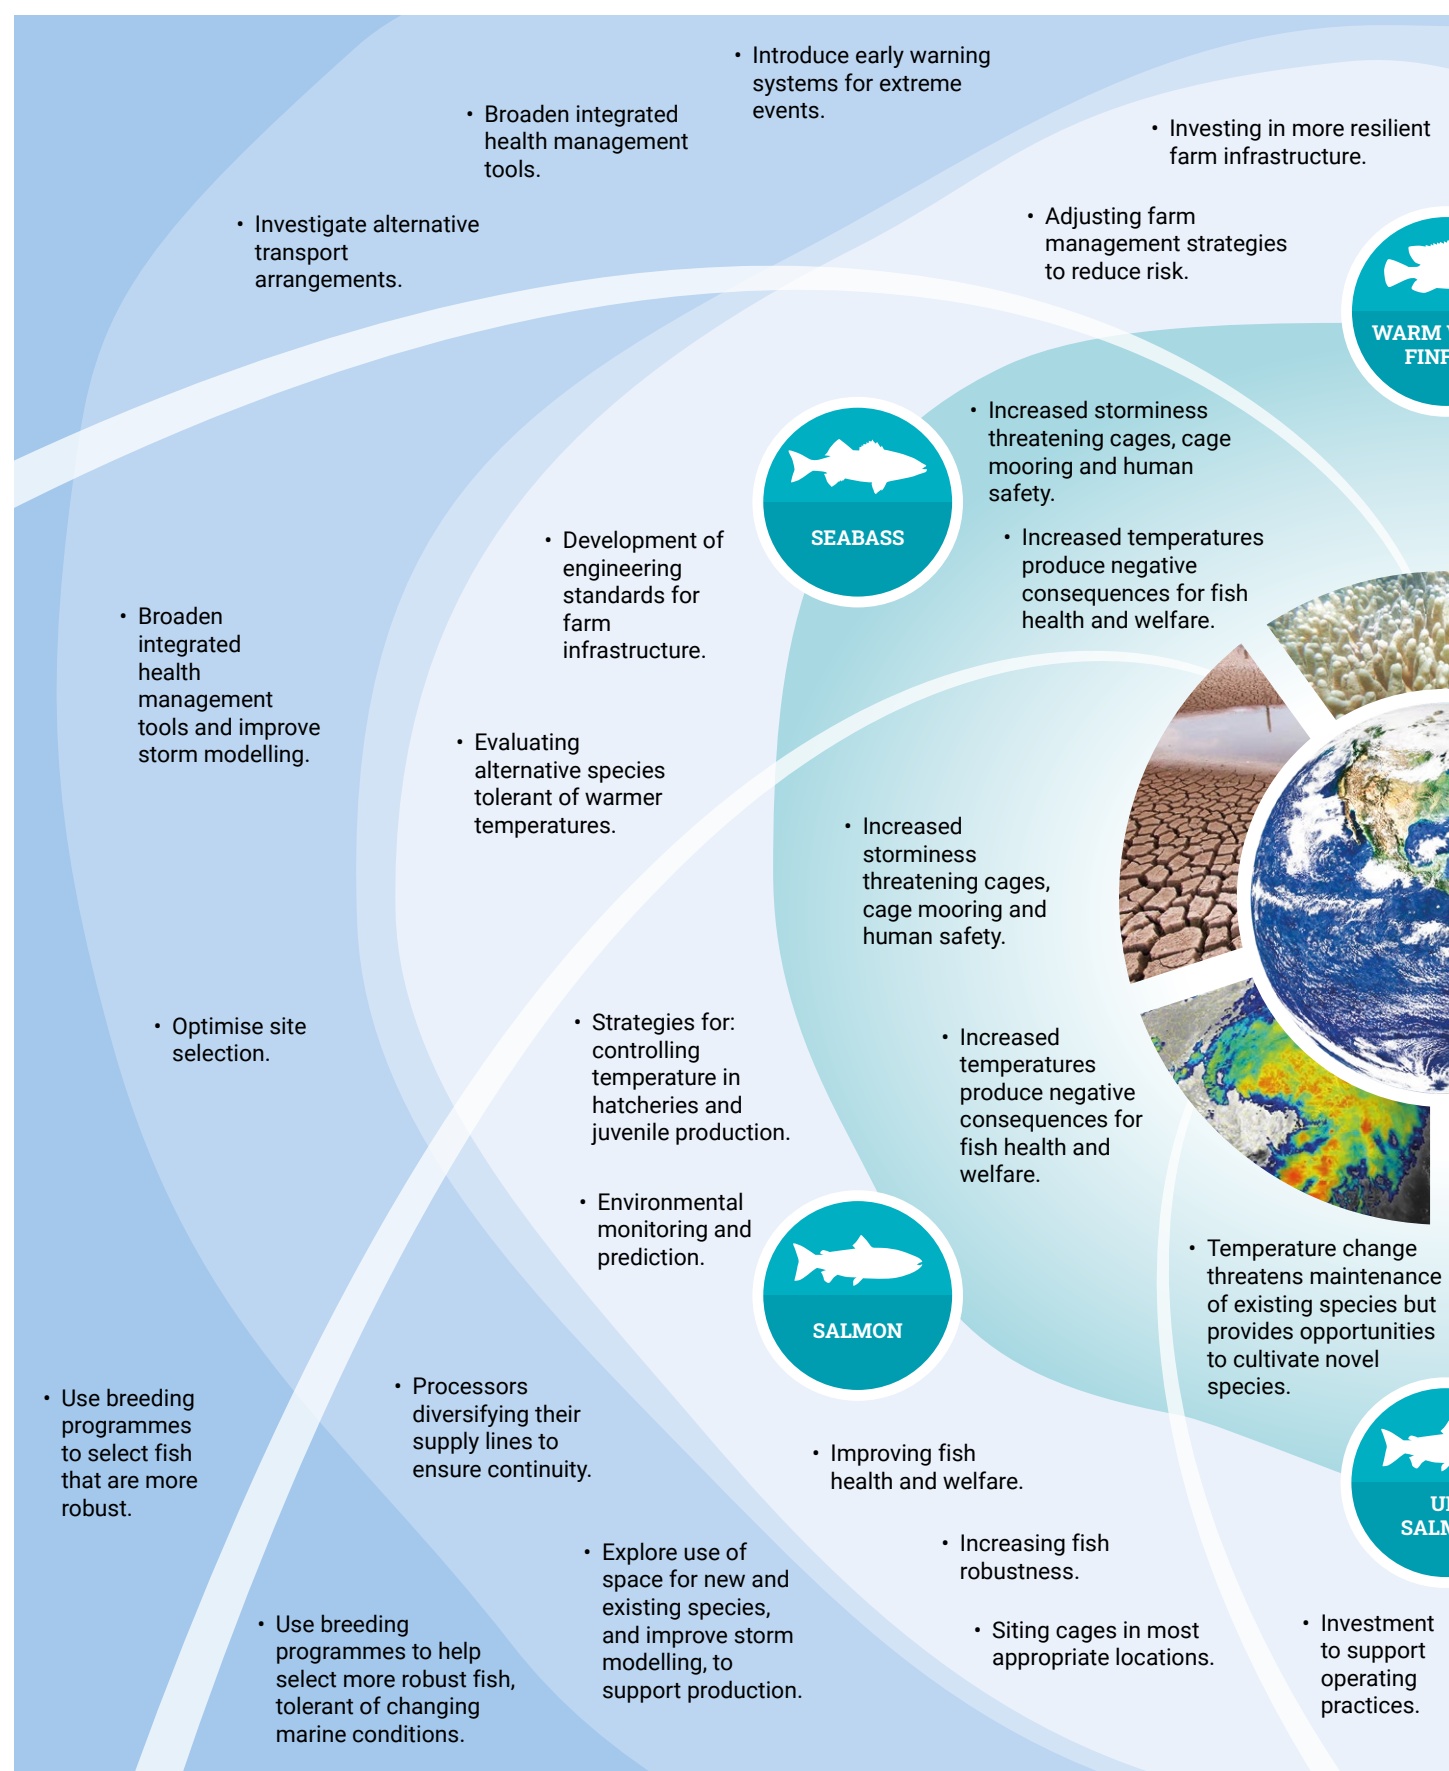 • Introduce early warning
systems for extreme
events.
• Broaden integrated
health management
tools.
• Investing in more resilient
farm infrastructure.
• Investigate alternative
transport
arrangements.
• Adjusting farm
management strategies
to reduce risk.
WARM
FINF
• Increased storminess
threatening cages, cage
mooring and human
safety.
SEABASS
• Increased temperatures
produce negative
consequences for fish
health and welfare.
• Development of
engineering
standards for
farm
infrastructure.
• Broaden
integrated
health
management
tools and improve
storm modelling.
• Evaluating
alternative species
tolerant of warmer
temperatures.
• Increased
storminess
threatening cages,
cage mooring and
human safety.
• Optimise site
selection.
• Strategies for:
controlling
temperature in
hatcheries and
juvenile production.
• Increased
temperatures
produce negative
consequences for
fish health and
welfare.
• Environmental
monitoring and
prediction.
SALMON
• Temperature change
threatens maintenance
of existing species but
provides opportunities
to cultivate novel
species.
• Use breeding
programmes
to select fish
that are more
robust.
• Processors
diversifying their
supply lines to
ensure continuity.
• Improving fish
health and welfare.
SALM
• Increasing fish
robustness.
• Explore use of
space for new and
existing species,
and improve storm
modelling, to
support production.
• Siting cages in most
appropriate locations.
• Investment
to support
operating
practices.
• Use breeding
programmes to help
select more robust fish,
tolerant of changing
marine conditions.